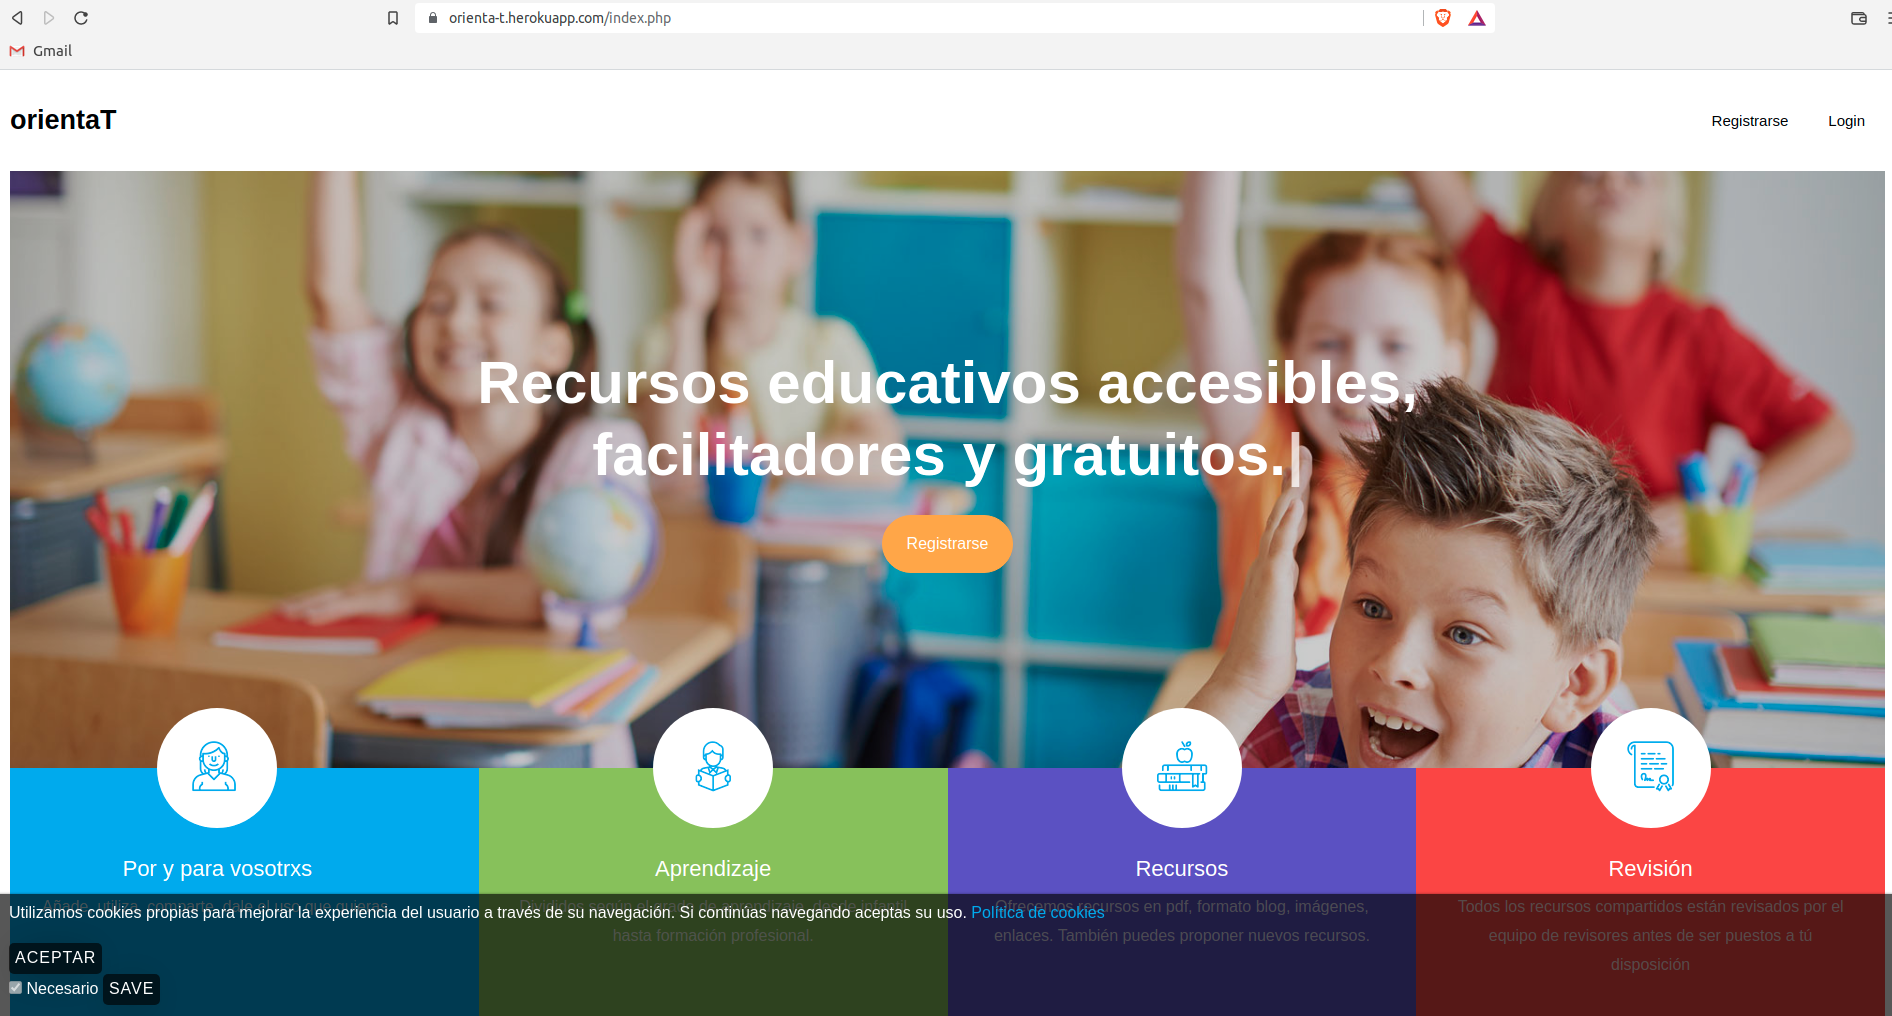 orienta-t.herokuapp.com/index.php
Gmail
orientaT
Registrarse
Login
Recursos educativos accesibles,
facilitadores y gratuitos.|
Registrarse
Por y para vosotrxs
Aprendizaje
Recursos
Revisión
Añade, utiliza, comparte, dale el uso que quieras.
Divididos según el grado de aprendizaje, desde infantil
hasta formación profesional.
Ofrecemos recursos en pdf, formato blog, imágenes,
enlaces. También puedes proponer nuevos recursos.
Todos los recursos compartidos están revisados por el
equipo de revisores antes de ser puestos a tú
disposición
Utilizamos cookies propias para mejorar la experiencia del usuario a través de su navegación. Si continúas navegando aceptas su uso. Política de cookies
ACEPTAR
Necesario SAVE